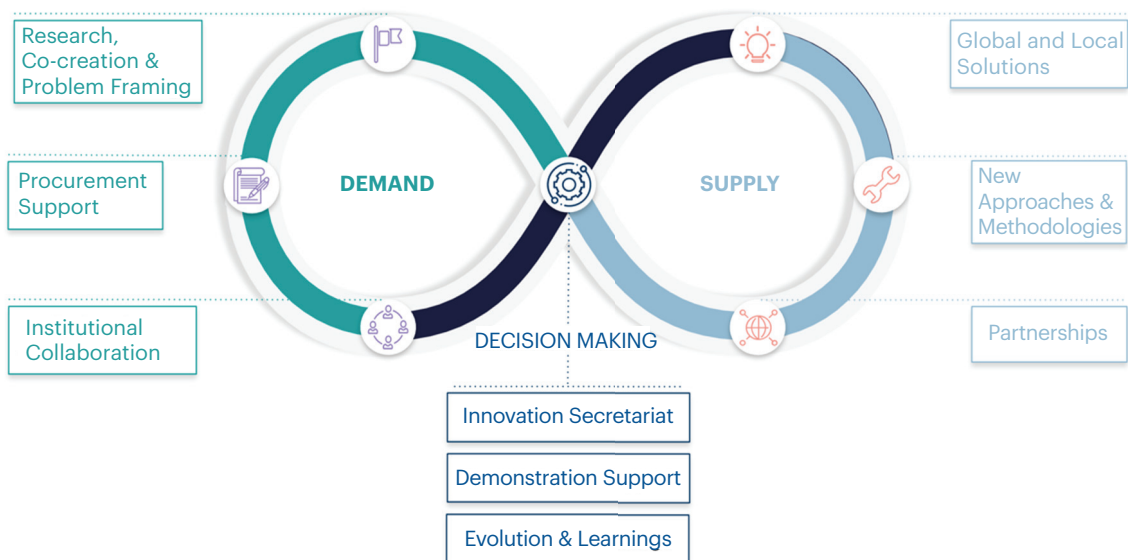 Research,
Co-creation &
Problem Framing
Procurement
Support
Institutional
Collaboration
DEMAND
SUPPLY
Global and Local
Solutions
New
Approaches &
Methodologies
Partnerships
DECISION MAKING
Innovation Secretariat
Demonstration Support
Evolution & Learnings